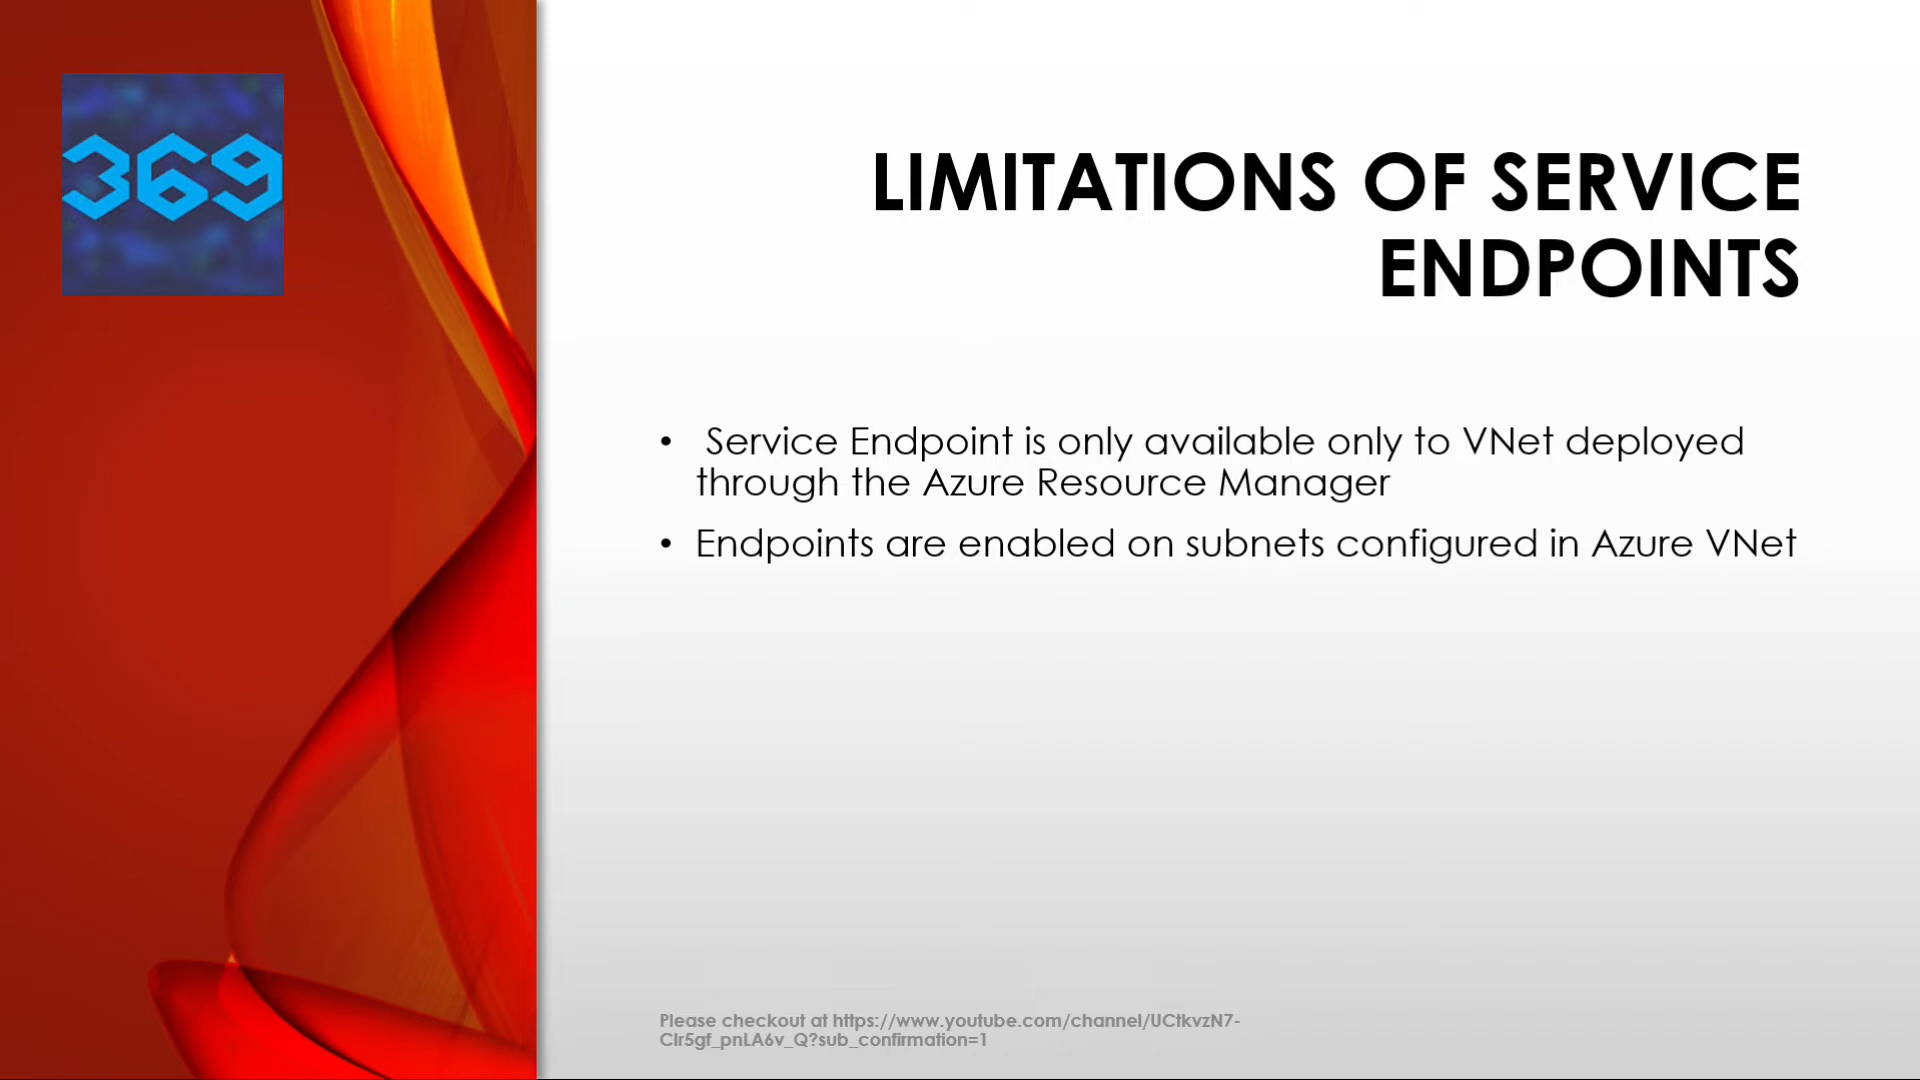 369
LIMITATIONS OF SERVICE
ENDPOINTS
• Service Endpoint is only available only to VNet deployed
through the Azure Resource Manager
• Endpoints are enabled on subnets configured in Azure VNet
Please checkout at https://www.youtube.com/channel/UCtkvzN7-
CIr5gf_pnLA6v_Q?sub_confirmation=1